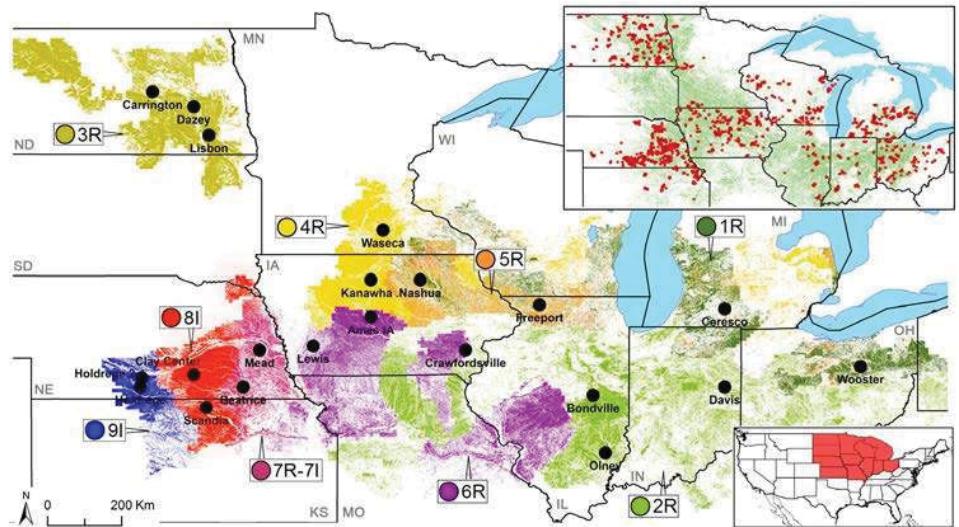 MN
Carrington
Dazey
3R
Lisbon
ND
WI
4R
1R
MI
Waseca
5R
SD
IA
Kanawha
Nashua
8I
Freeport
Ceresco
Ames IA
OH
Clay Center
Mead
Lewis
Crawfordsville
Holdrege
Wooster
NE
Beatrice
Bondville
Davis
Scandia
9I
Olney
7R-7I
6R
IN
2R
N
0
200 Km
KS
MO
IL